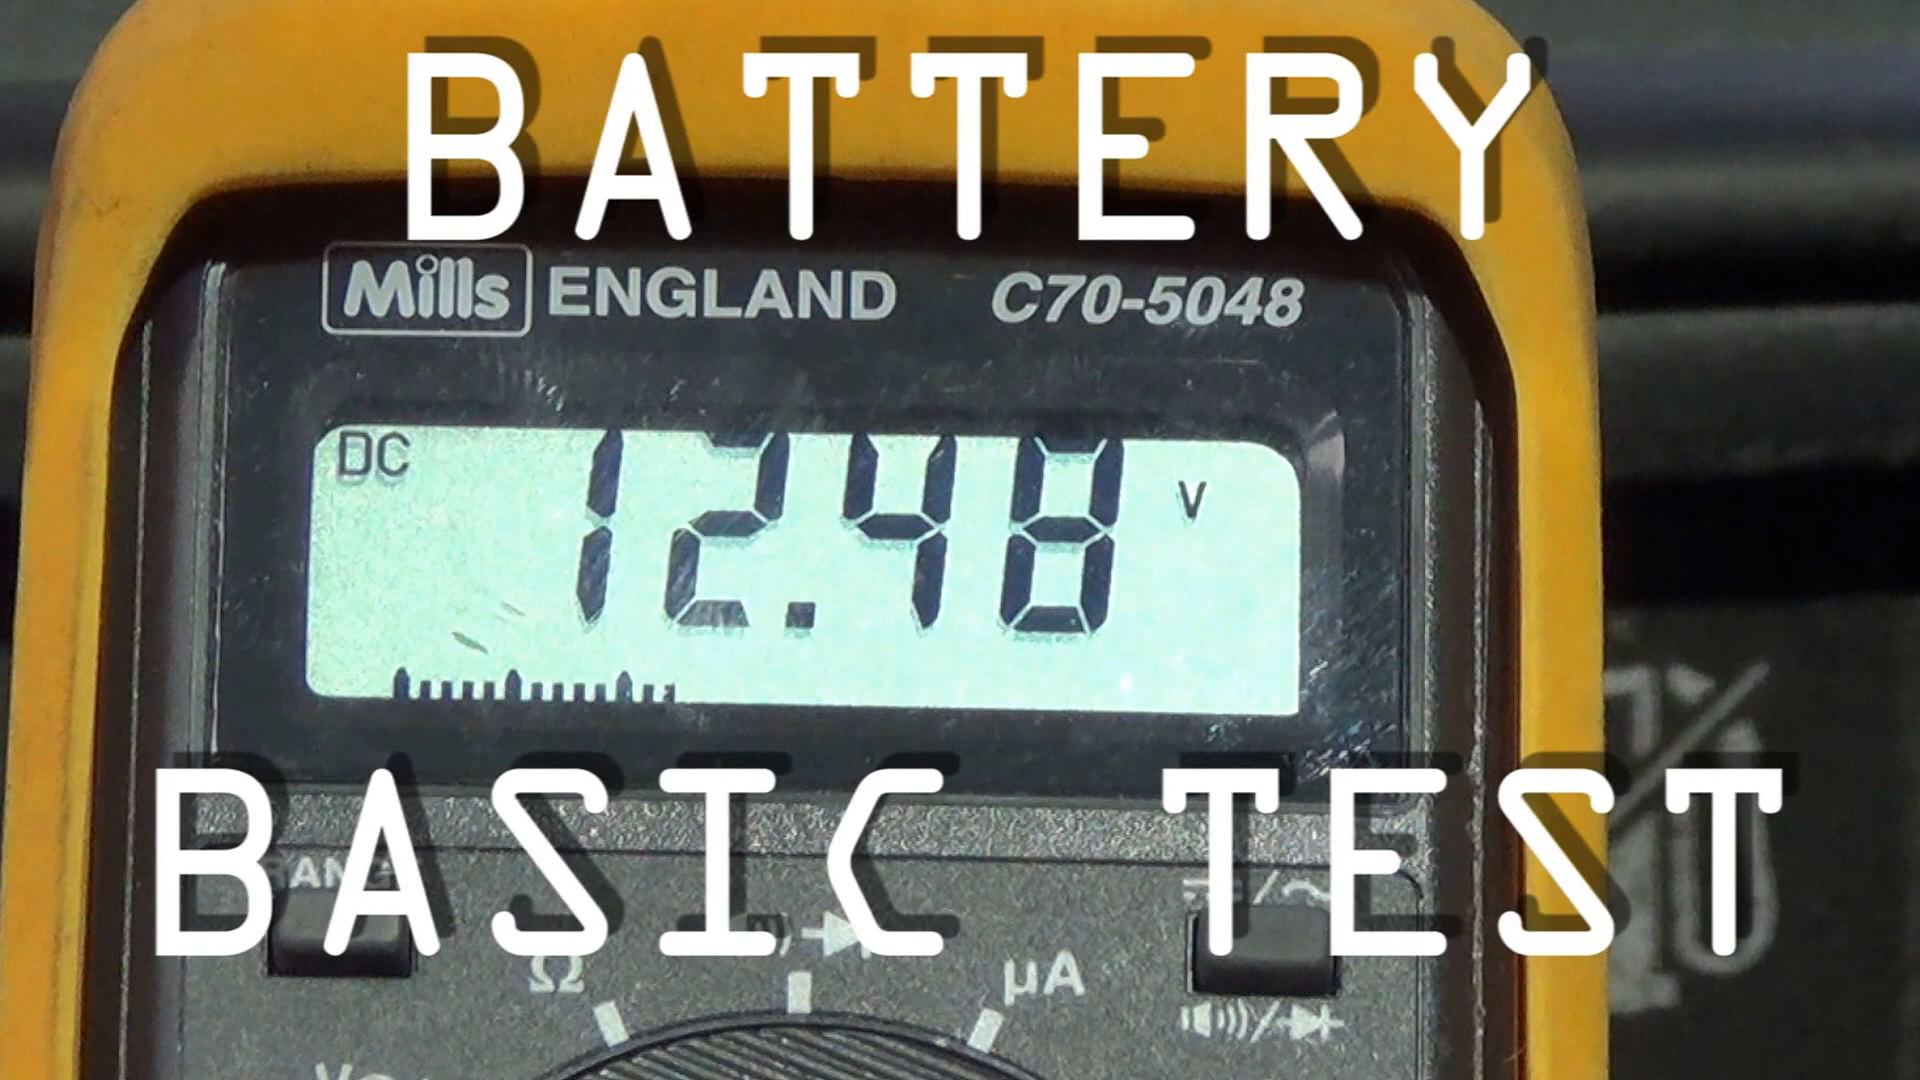 BATTERY
Mills ENGLAND C70-5048
DC 12.48 V
BASIC TEST
Ω
µA